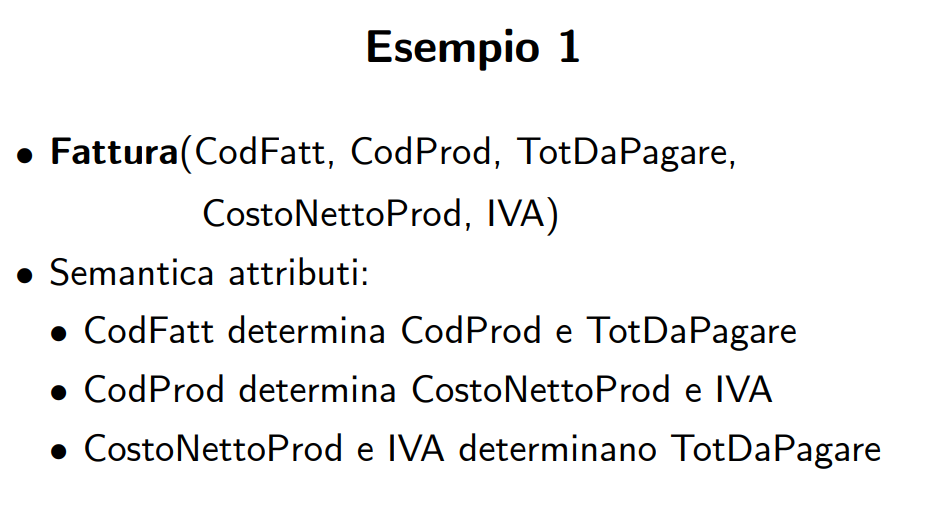 Esempio 1
• Fattura(CodFatt, CodProd, TotDaPagare,
CostoNettoProd, IVA)
• Semantica attributi:
• CodFatt determina CodProd e TotDaPagare
• CodProd determina CostoNettoProd e IVA
• CostoNettoProd e IVA determinano TotDaPagare